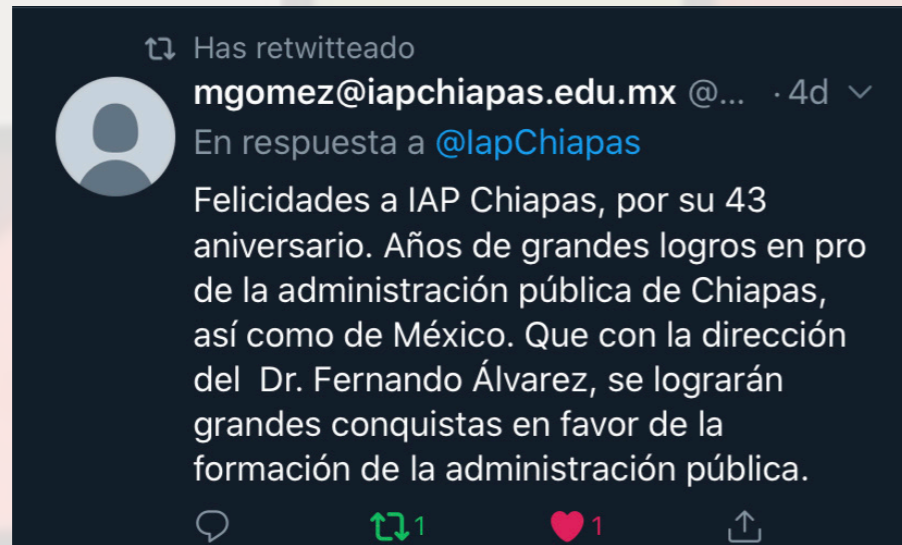 Has retwitteado
mgomez@iapchiapas.edu.mx @... · 4d
En respuesta a @IapChiapas
Felicidades a IAP Chiapas, por su 43
aniversario. Años de grandes logros en pro
de la administración pública de Chiapas,
así como de México. Que con la dirección
del  Dr. Fernando Álvarez, se lograrán
grandes conquistas en favor de la
formación de la administración pública.
1 1